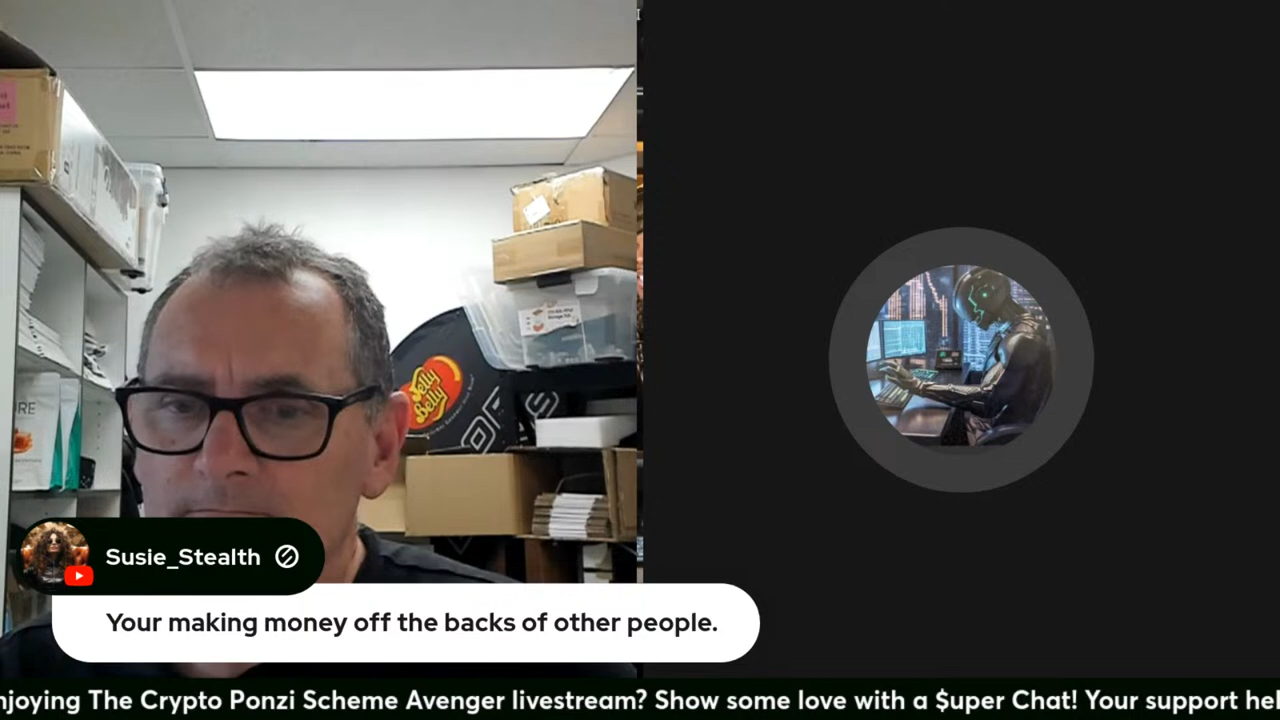 Jelly
Belly
RE
Susie_Stealth
Your making money off the backs of other people.
njoying The Crypto Ponzi Scheme Avenger livestream? Show some love with a $uper Chat! Your support hel